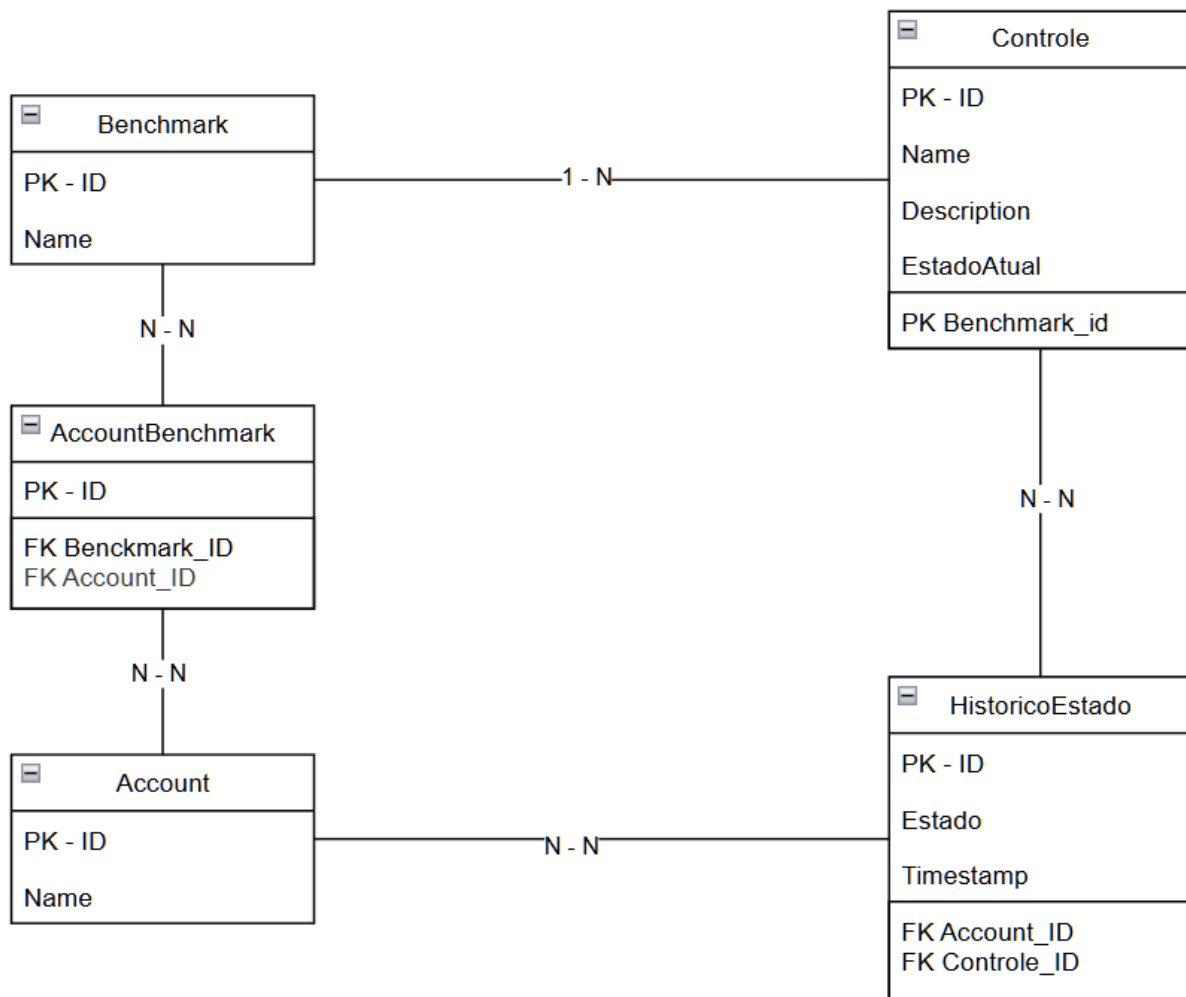 Controle
PK - ID
Name
Description
EstadoAtual
PK Benchmark_id
Benchmark
PK - ID
Name
1 - N
N - N
AccountBenchmark
PK - ID
FK Benckmark_ID
FK Account_ID
N - N
N - N
Account
PK - ID
Name
N - N
HistoricoEstado
PK - ID
Estado
Timestamp
FK Account_ID
FK Controle_ID